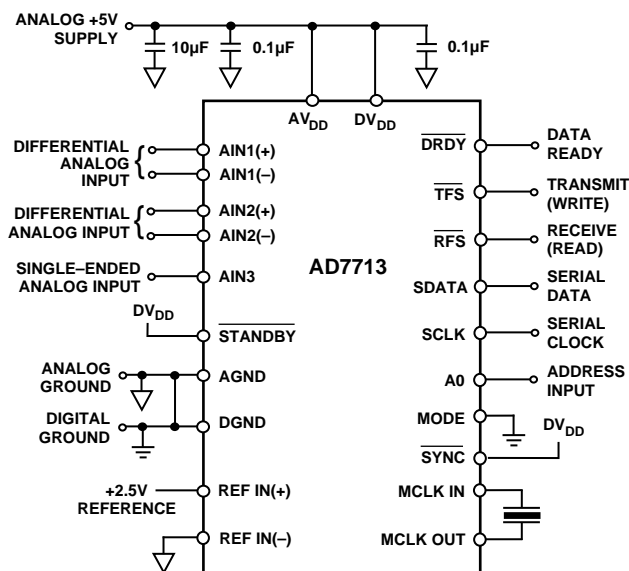 ANALOG +5V
SUPPLY
10µF
0.1µF
0.1µF
AVDD
DVDD
DIFFERENTIAL
ANALOG
INPUT
AIN1(+)
AIN1(–)
DIFFERENTIAL
ANALOG INPUT
AIN2(+)
AIN2(–)
SINGLE–ENDED
ANALOG INPUT
AIN3
DVDD
STANDBY
ANALOG
GROUND
AGND
DIGITAL
GROUND
DGND
+2.5V
REFERENCE
REF IN(+)
REF IN(–)
AD7713
DRDY
DATA
READY
TFS
TRANSMIT
(WRITE)
RFS
RECEIVE
(READ)
SDATA
SERIAL
DATA
SCLK
SERIAL
CLOCK
A0
ADDRESS
INPUT
MODE
DVDD
SYNC
MCLK IN
MCLK OUT